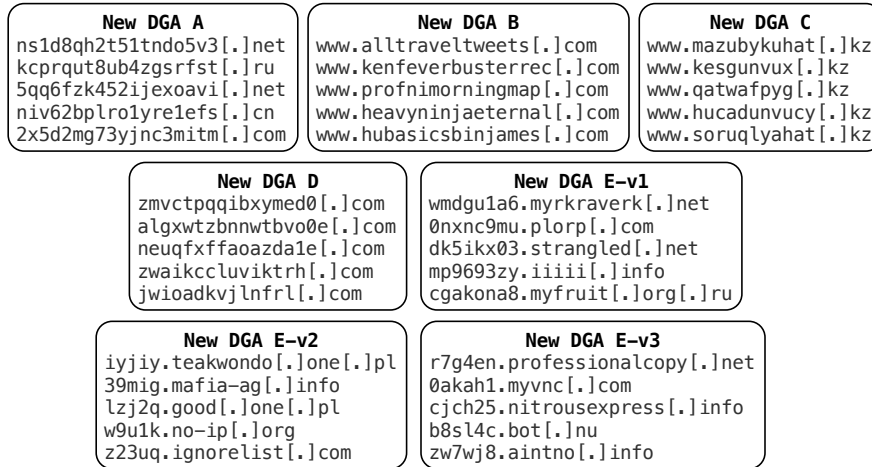 New DGA A
ns1d8qh2t51tndo5v3[.]net
kcprqut8ub4zgsrfst[.]ru
5qq6fzk452ijexoavi[.]net
niv62bplro1yre1efs[.]cn
2x5d2mg73yjnc3mitm[.]com
New DGA B
www.alltraveltweets[.]com
www.kenfeverbusterrec[.]com
www.profnimorningmap[.]com
www.heavyninjaeternal[.]com
www.hubasicsbinjames[.]com
New DGA C
www.mazubykuhat[.]kz
www.kesgunvux[.]kz
www.qatwafpyg[.]kz
www.hucadunvucy[.]kz
www.soruqlyahat[.]kz
New DGA D
zmvctpqqibxymed0[.]com
algxwtzbnnwtbvo0e[.]com
neuqfxffaoazda1e[.]com
zwaikccluviktrh[.]com
jwioadkvjlnfrl[.]com
New DGA E-v1
wmdgu1a6.myrkraverk[.]net
0nxnc9mu.plorp[.]com
dk5ikx03.strangled[.]net
mp9693zy.iiiii[.]info
cgakona8.myfruit[.]org[.]ru
New DGA E-v2
iyjiy.teakwondo[.]one[.]pl
39mig.mafia-ag[.]info
lzj2q.good[.]one[.]pl
w9u1k.no-ip[.]org
z23uq.ignorelist[.]com
New DGA E-v3
r7g4en.professionalcopy[.]net
0akah1.myvnc[.]com
cjch25.nitrousexpress[.]info
b8sl4c.bot[.]nu
zw7wj8.aintno[.]info